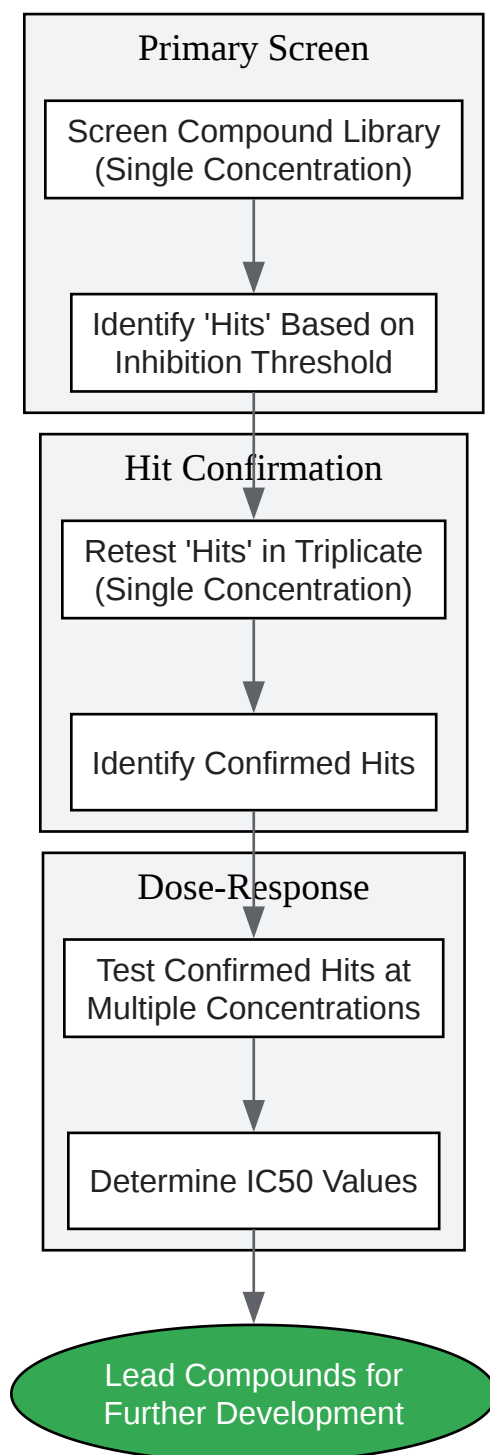 Primary Screen
Screen Compound Library
(Single Concentration)
Identify 'Hits' Based on
Inhibition Threshold
Hit Confirmation
Retest 'Hits' in Triplicate
(Single Concentration)
Identify Confirmed Hits
Dose-Response
Test Confirmed Hits at
Multiple Concentrations
Determine IC50 Values
Lead Compounds for
Further Development